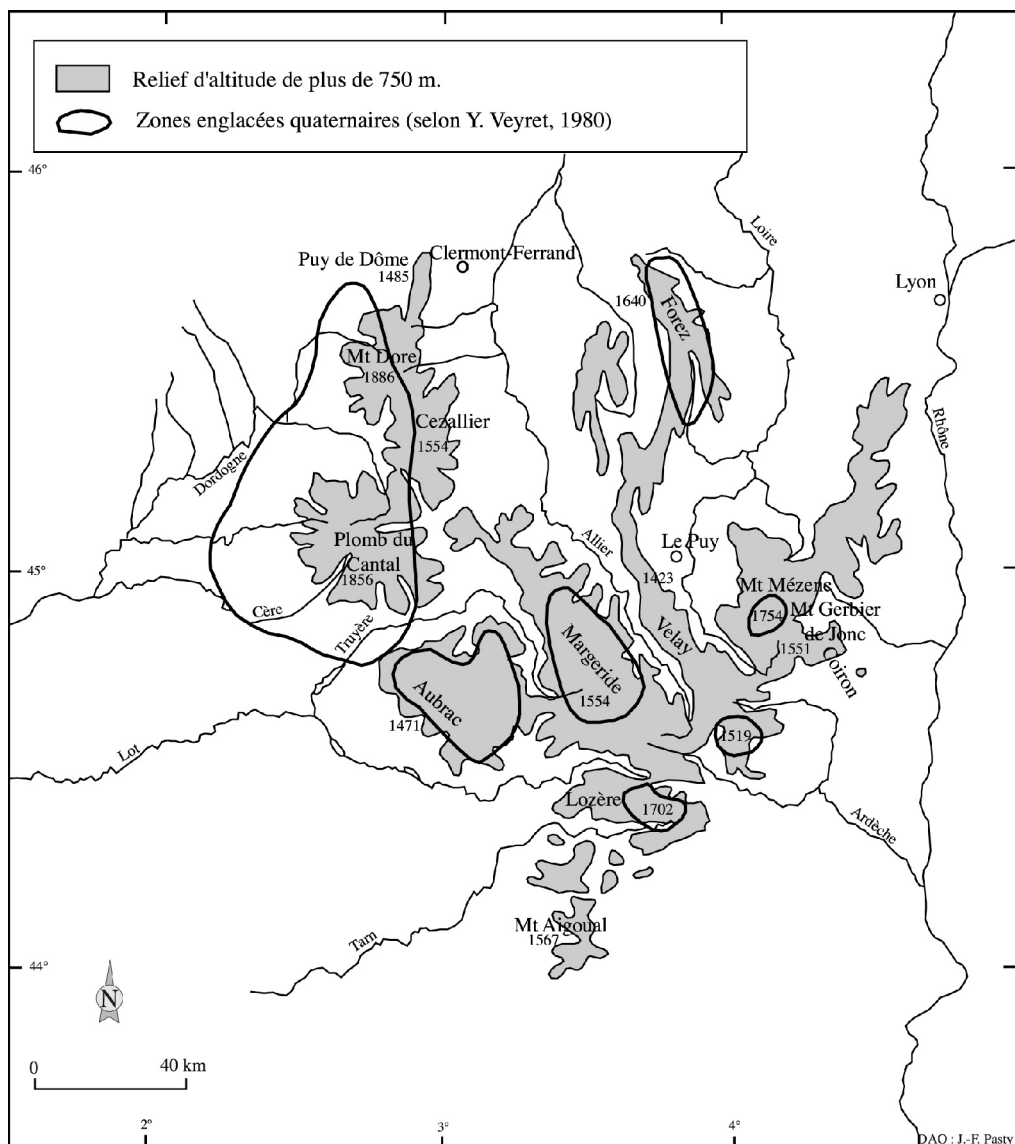 Relief d'altitude de plus de 750 m.
Zones englacées quaternaires (selon Y. Veyret, 1980)
46°
Loire
Puy de Dôme
1485
Clermont-Ferrand
Lyon
1640
Forez
Mt Dore
1886
Cezallier
1554
Rhône
Dordogne
Allier
Le Puy
Plomb du
Cantal
1856
45°
1423
Mt Mézenc
1754
Mt Gerbier
de Jonc
1551
Coiron
Cère
Truyère
Velay
Margeride
1554
Aubrac
1471
1519
Lot
Lozère
1702
Ardèche
Mt Aigoual
1567
Tarn
44°
N
0
40 km
2°
3°
4°
DAO : J.-F. Pasty